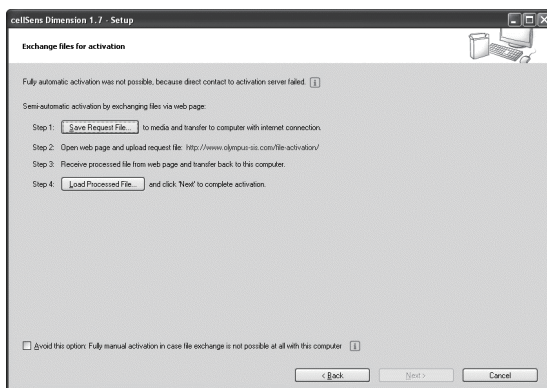 cellSens Dimension 1.7 - Setup
Exchange files for activation
Fully automatic activation was not possible, because direct contact to activation server failed. i
Semi-automatic activation by exchanging files via web page:
Step 1: Save Request File... to media and transfer to computer with internet connection.
Step 2: Open web page and upload request file: http://www.olympus-sis.com/file-activation/
Step 3: Receive processed file from web page and transfer back to this computer.
Step 4: Load Processed File... and click 'Next' to complete activation.
Avoid this option: Fully manual activation in case file exchange is not possible at all with this computer i
< Back Next > Cancel